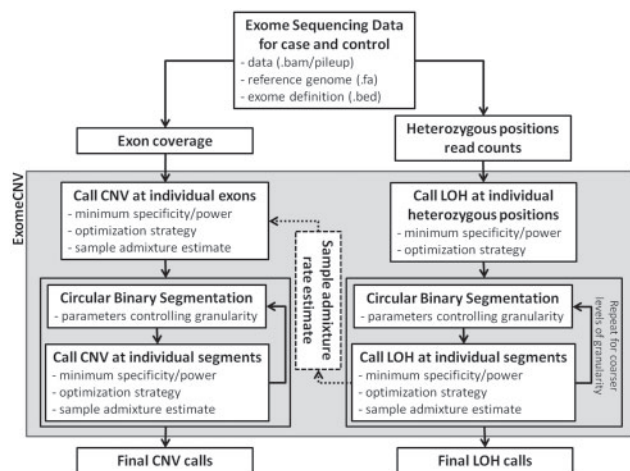 Exome Sequencing Data
for case and control
- data (.bam/pileup)
- reference genome (.fa)
- exome definition (.bed)
Exon coverage
Heterozygous positions
read counts
ExomeCNV
Call CNV at individual exons
- minimum specificity/power
- optimization strategy
- sample admixture estimate
Call LOH at individual
heterozygous positions
- minimum specificity/power
- optimization strategy
Sample admixture
rate estimate
Circular Binary Segmentation
- parameters controlling granularity
Call CNV at individual segments
- minimum specificity/power
- optimization strategy
- sample admixture estimate
Circular Binary Segmentation
- parameters controlling granularity
Call LOH at individual segments
- minimum specificity/power
- optimization strategy
- sample admixture estimate
Repeat for coarser
levels of granularity
Final CNV calls
Final LOH calls